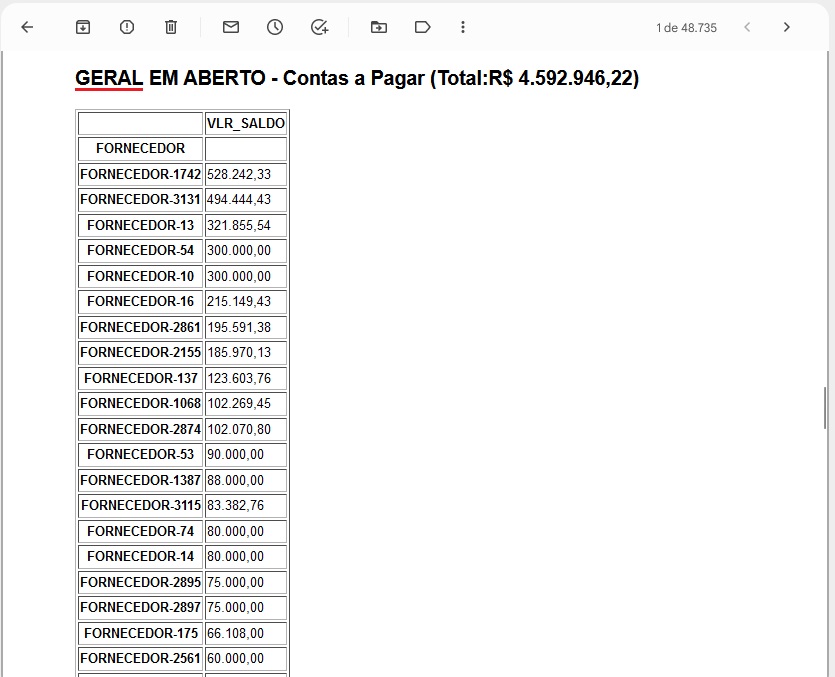 1 de 48.735
GERAL EM ABERTO - Contas a Pagar (Total:R$ 4.592.946,22)
VLR_SALDO
FORNECEDOR
FORNECEDOR-1742 528.242,33
FORNECEDOR-3131 494.444,43
FORNECEDOR-13 321.855,54
FORNECEDOR-54 300.000,00
FORNECEDOR-10 300.000,00
FORNECEDOR-16 215.149,43
FORNECEDOR-2861 195.591,38
FORNECEDOR-2155 185.970,13
FORNECEDOR-137 123.603,76
FORNECEDOR-1068 102.269,45
FORNECEDOR-2874 102.070,80
FORNECEDOR-53 90.000,00
FORNECEDOR-1387 88.000,00
FORNECEDOR-3115 83.382,76
FORNECEDOR-74 80.000,00
FORNECEDOR-14 80.000,00
FORNECEDOR-2895 75.000,00
FORNECEDOR-2897 75.000,00
FORNECEDOR-175 66.108,00
FORNECEDOR-2561 60.000,00